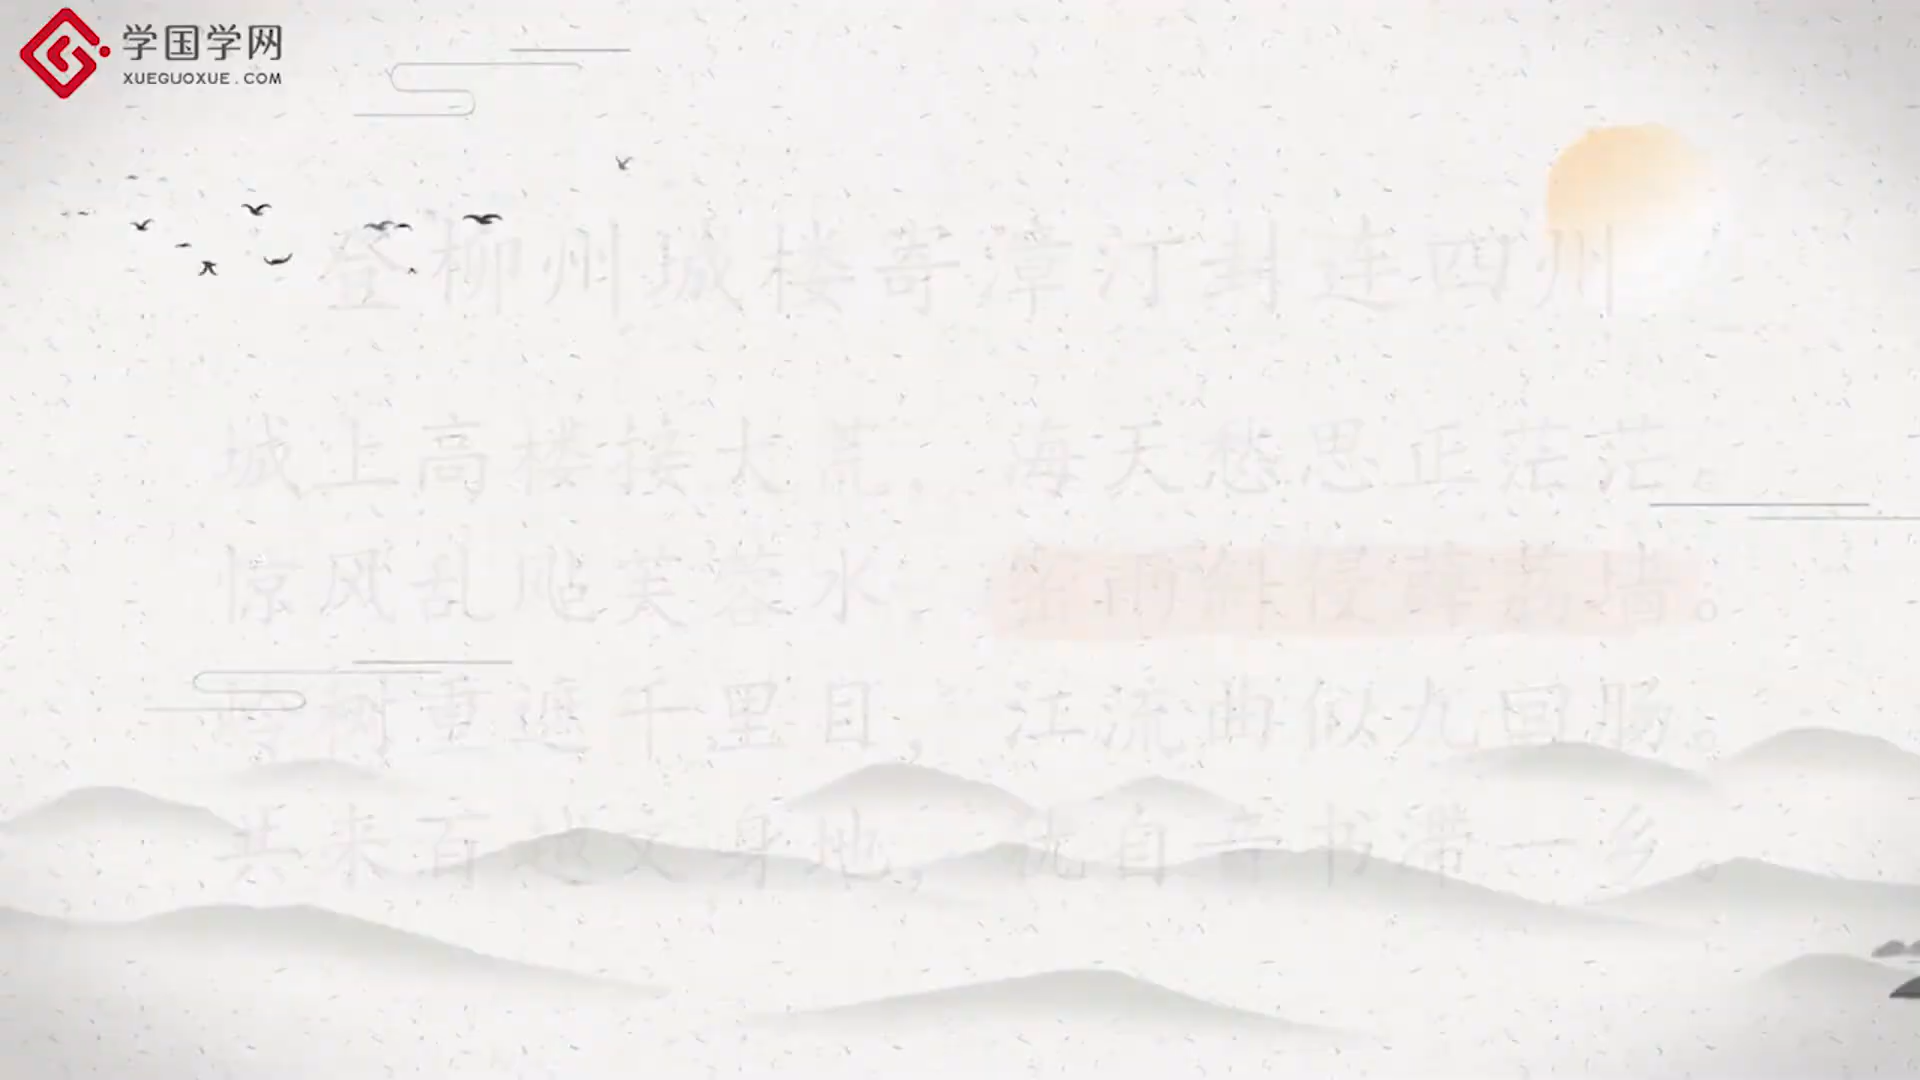 学国学网
XUEGUOXUE.COM
登柳州城楼寄漳汀封连四州
城上高楼接大荒，海天愁思正茫茫。
惊风乱飐芙蓉水，密雨斜侵薜荔墙。
岭树重遮千里目，江流曲似九回肠。
共来百越文身地，犹自音书滞一乡。